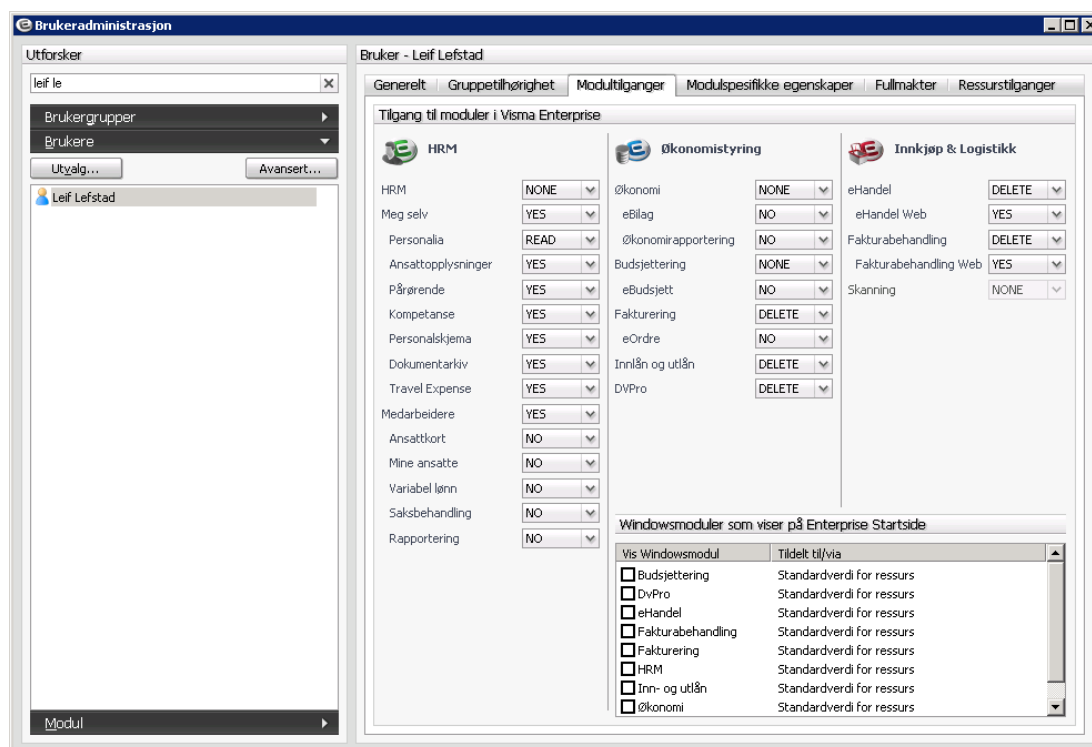 Brukeradministrasjon
Utforsker
leif le
Brukergrupper
Brukere
Utvalg...
Avansert...
Leif Lefstad
Modul
Bruker - Leif Lefstad
Generelt
Gruppetilhørighet
Modultilganger
Modulspesifikke egenskaper
Fullmakter
Ressurstilganger
Tilgang til moduler i Visma Enterprise
HRM
HRM NONE
Meg selv YES
Personalia READ
Ansattopplysninger YES
Pårørende YES
Kompetanse YES
Personalskjema YES
Dokumentarkiv YES
Travel Expense YES
Medarbeidere YES
Ansattkort NO
Mine ansatte NO
Variabel lønn NO
Saksbehandling NO
Rapportering NO
Økonomistyring
Økonomi NONE
eBilag NO
Økonomirapportering NO
Budsjettering NONE
eBudsjett NO
Fakturering DELETE
eOrdre NO
Innlån og utlån DELETE
DVPro DELETE
Innkjøp & Logistikk
eHandel DELETE
eHandel Web YES
Fakturabehandling DELETE
Fakturabehandling Web YES
Skanning NONE
Windowsmoduler som viser på Enterprise Startside
Vis Windowsmodul Tildelt til/via
Budsjettering Standardverdi for ressurs
DvPro Standardverdi for ressurs
eHandel Standardverdi for ressurs
Fakturabehandling Standardverdi for ressurs
Fakturering Standardverdi for ressurs
HRM Standardverdi for ressurs
Inn- og utlån Standardverdi for ressurs
Økonomi Standardverdi for ressurs